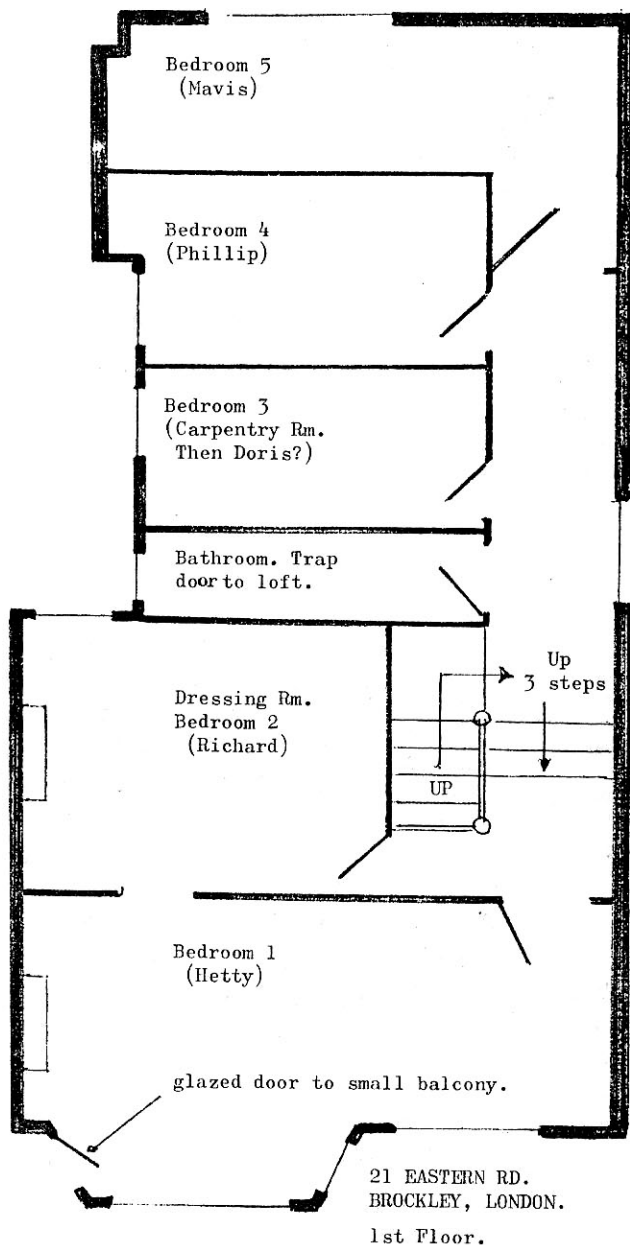 Bedroom 5
(Mavis)
Bedroom 4
(Phillip)
Bedroom 3
(Carpentry Rm.
Then Doris?)
Bathroom. Trap
door to loft.
Up
3 steps
Dressing Rm.
Bedroom 2
(Richard)
UP
Bedroom 1
(Hetty)
glazed door to small balcony.
21 EASTERN RD.
BROCKLEY, LONDON.
1st Floor.